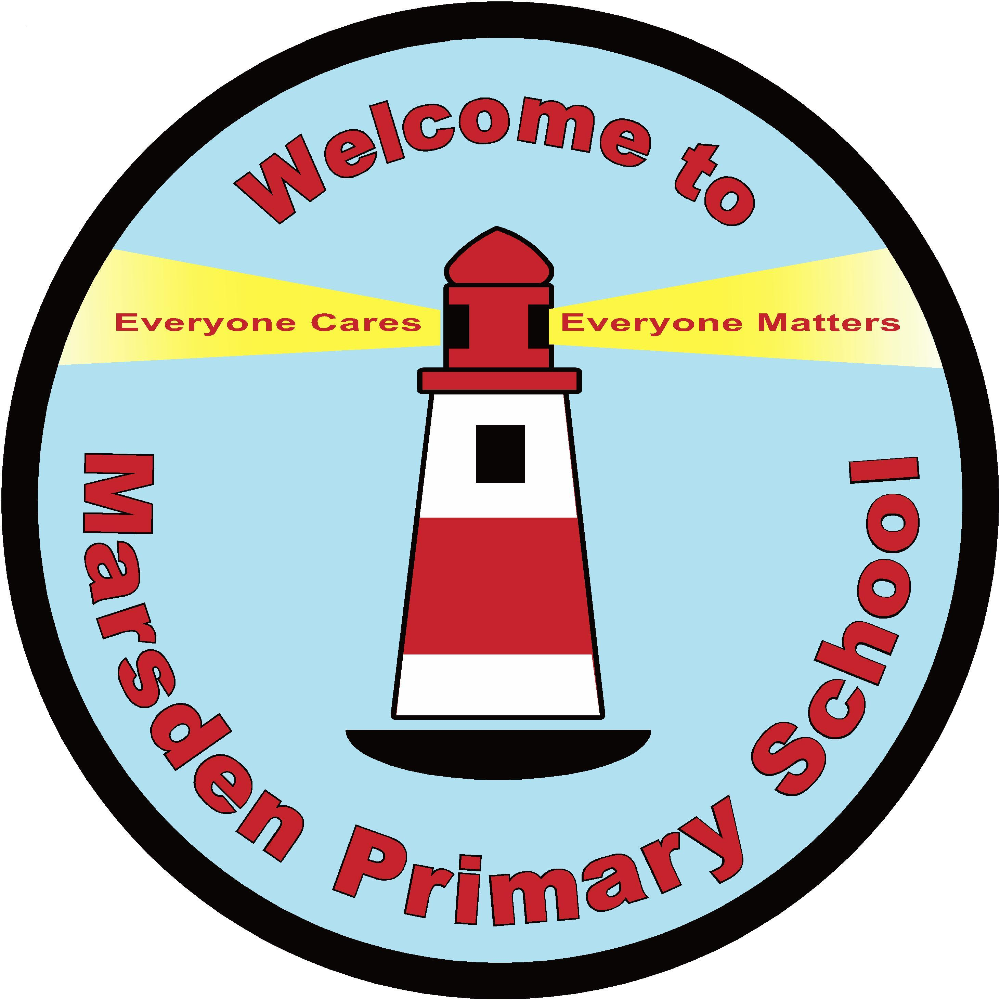 Welcome to
Everyone Cares Everyone Matters
Marsden Primary School